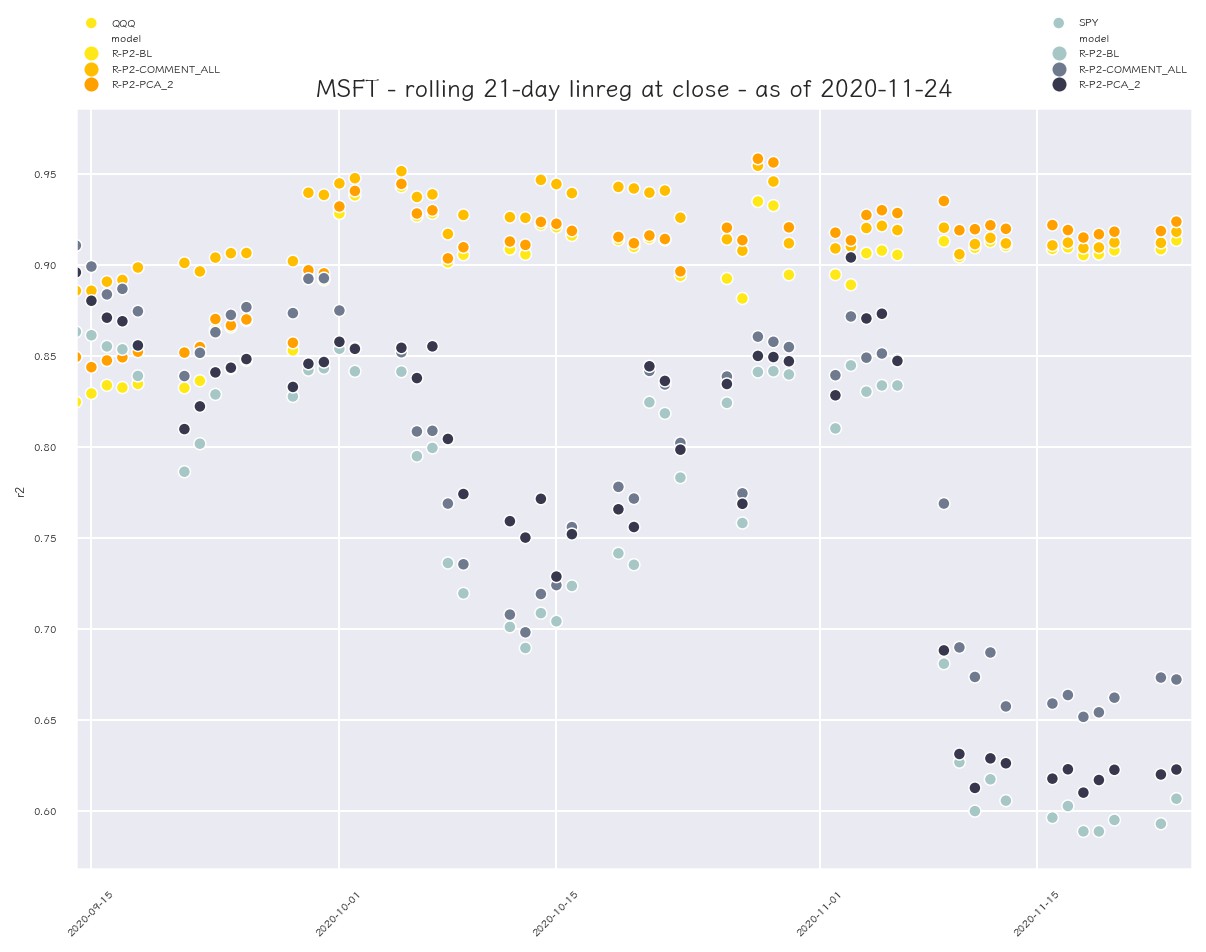 QQQ
model
R-P2-BL
R-P2-COMMENT_ALL
R-P2-PCA_2
SPY
model
R-P2-BL
R-P2-COMMENT_ALL
R-P2-PCA_2
MSFT - rolling 21-day linreg at close - as of 2020-11-24
0.95
0.90
0.85
0.80
0.75
0.70
0.65
0.60
r2
2020-09-15
2020-10-01
2020-10-15
2020-11-01
2020-11-15